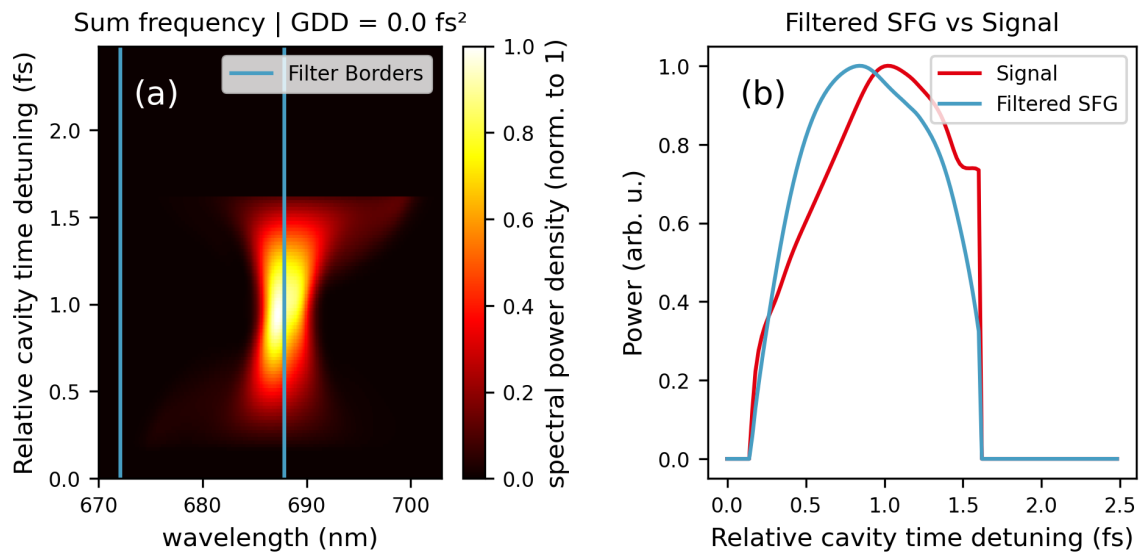 Sum frequency | GDD = 0.0 fs²
(a)
Filter Borders
Relative cavity time detuning (fs)
2.0
1.5
1.0
0.5
0.0
670
680
690
700
wavelength (nm)
1.0
0.8
0.6
0.4
0.2
0.0
spectral power density (norm. to 1)
Filtered SFG vs Signal
(b)
Signal
Filtered SFG
Power (arb. u.)
1.0
0.8
0.6
0.4
0.2
0.0
0.0
0.5
1.0
1.5
2.0
2.5
Relative cavity time detuning (fs)